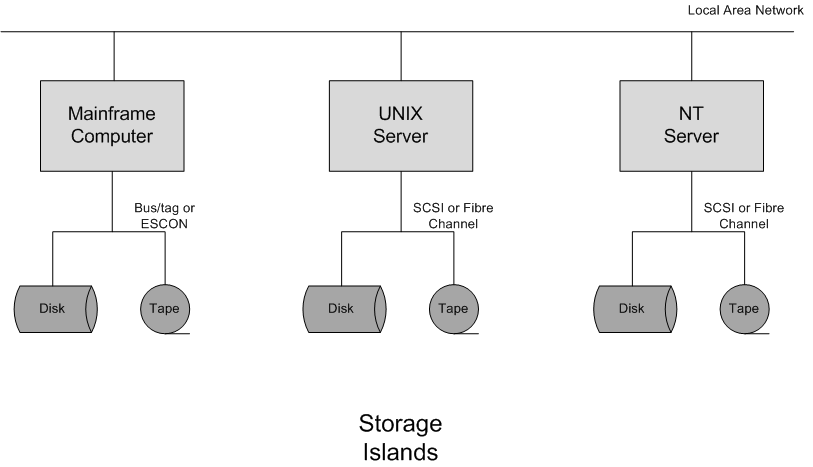 Local Area Network
Mainframe
Computer
UNIX
Server
NT
Server
Bus/tag or
ESCON
SCSI or Fibre
Channel
SCSI or Fibre
Channel
Disk
Tape
Disk
Tape
Disk
Tape
Storage
Islands